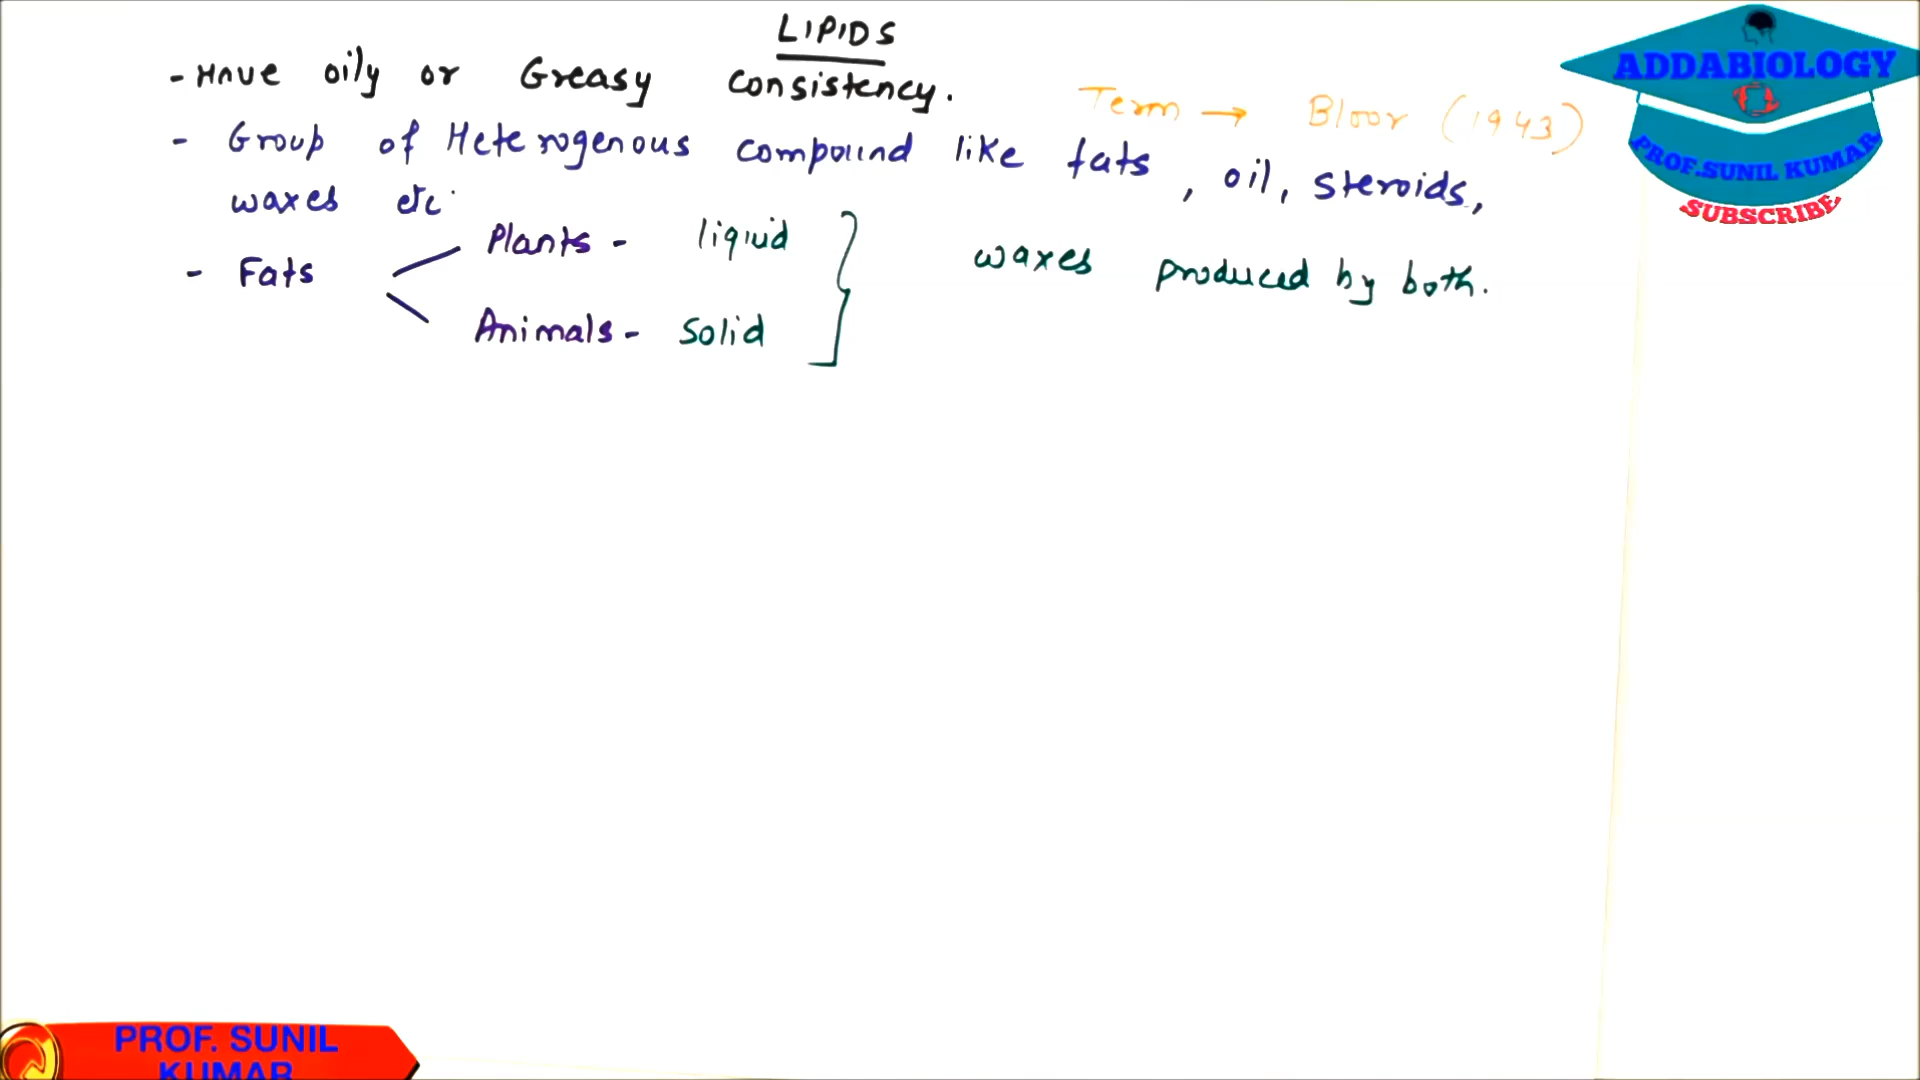 LIPIDS
- Have oily or Greasy consistency.
Term → Bloor (1943)
- Group of Heterogenous compound like fats, oil, steroids,
waxes etc.
- Fats
Plants - liquid
Animals - Solid
waxes produced by both.
ADDABIOLOGY
PROF.SUNIL KUMAR
SUBSCRIBE
PROF. SUNIL
KUMAR